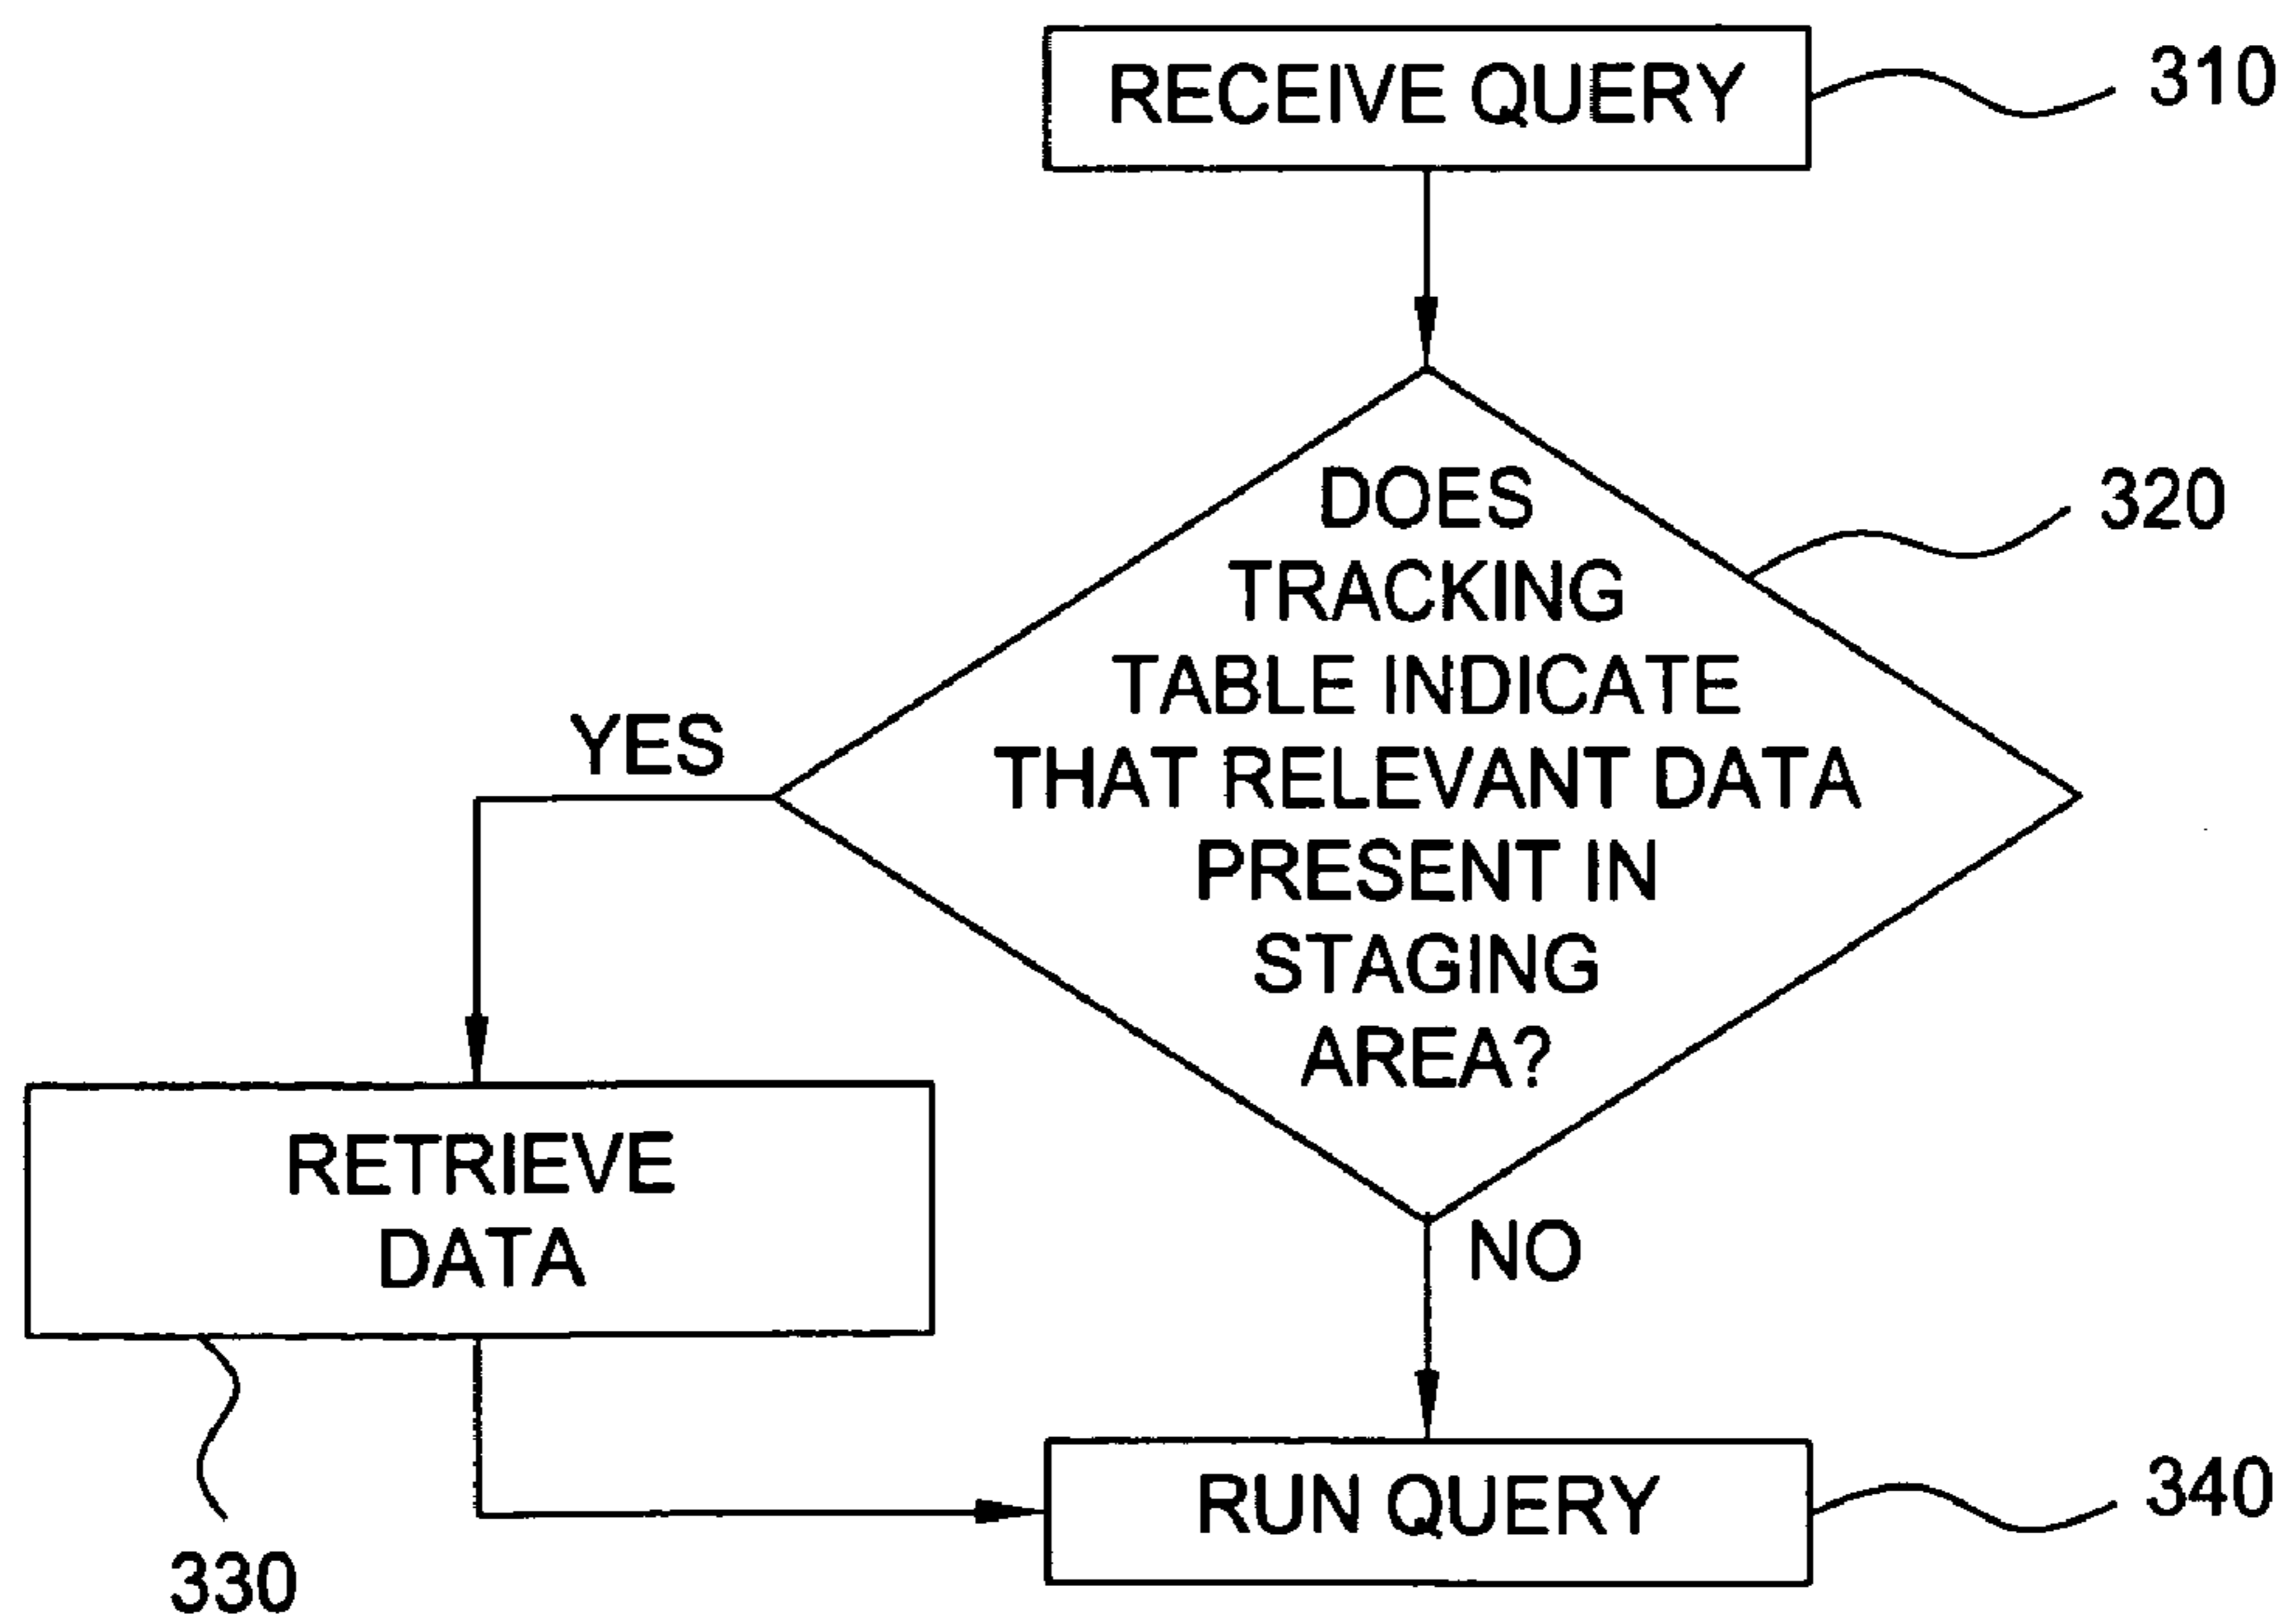 RECEIVE QUERY
310
DOES
TRACKING
TABLE INDICATE
THAT RELEVANT DATA
PRESENT IN
STAGING
AREA?
320
YES
NO
RETRIEVE
DATA
330
RUN QUERY
340